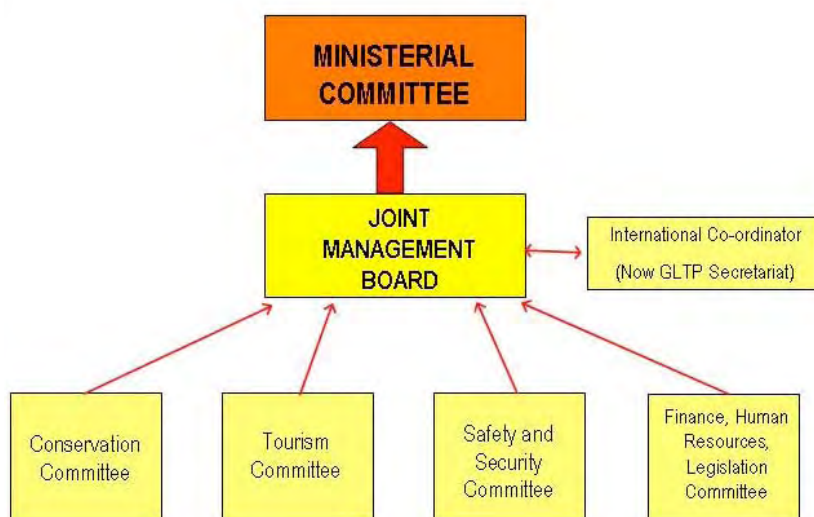 MINISTERIAL
COMMITTEE
JOINT
MANAGEMENT
BOARD
International Co-ordinator
(Now GLTP Secretariat)
Conservation
Committee
Tourism
Committee
Safety and
Security
Committee
Finance, Human
Resources,
Legislation
Committee